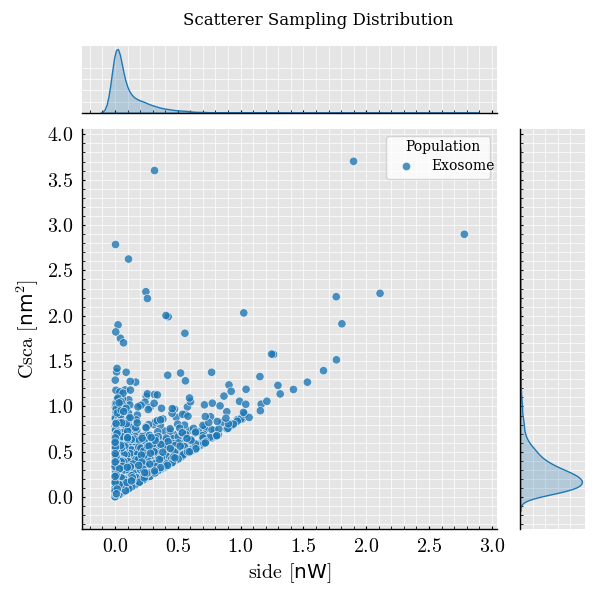 Scatterer Sampling Distribution
4.0
3.5
3.0
2.5
2.0
1.5
1.0
0.5
0.0
Csca [nm²]
Population
Exosome
0.0 0.5 1.0 1.5 2.0 2.5 3.0
side [nW]